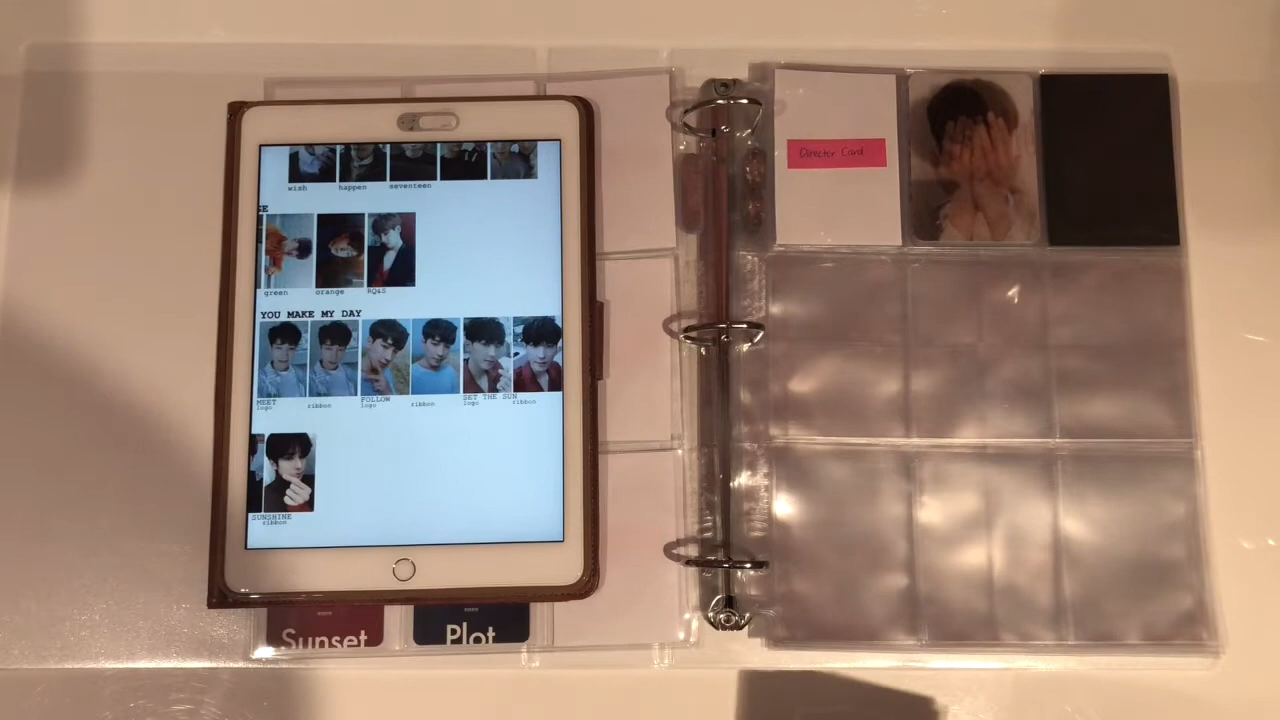 wish happen seventeen
green orange RQ&S
YOU MAKE MY DAY
MEET FOLLOW SET THE SUN
logo ribbon logo ribbon logo ribbon
SUNSHINE
ribbon
Sunset
Plot
Director Card